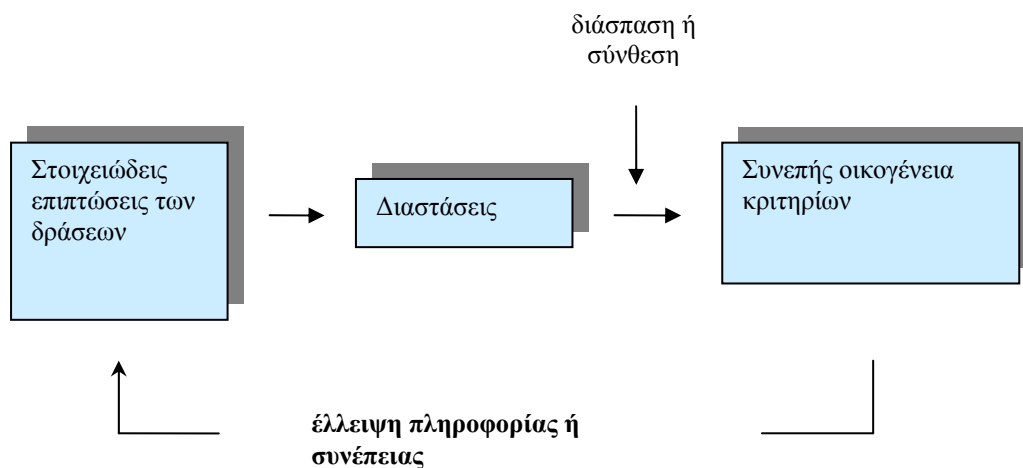 διάσπαση ή
σύνθεση
Στοιχειώδεις
επιπτώσεις των
δράσεων
Διαστάσεις
Συνεπής οικογένεια
κριτηρίων
έλλειψη πληροφορίας ή
συνέπειας